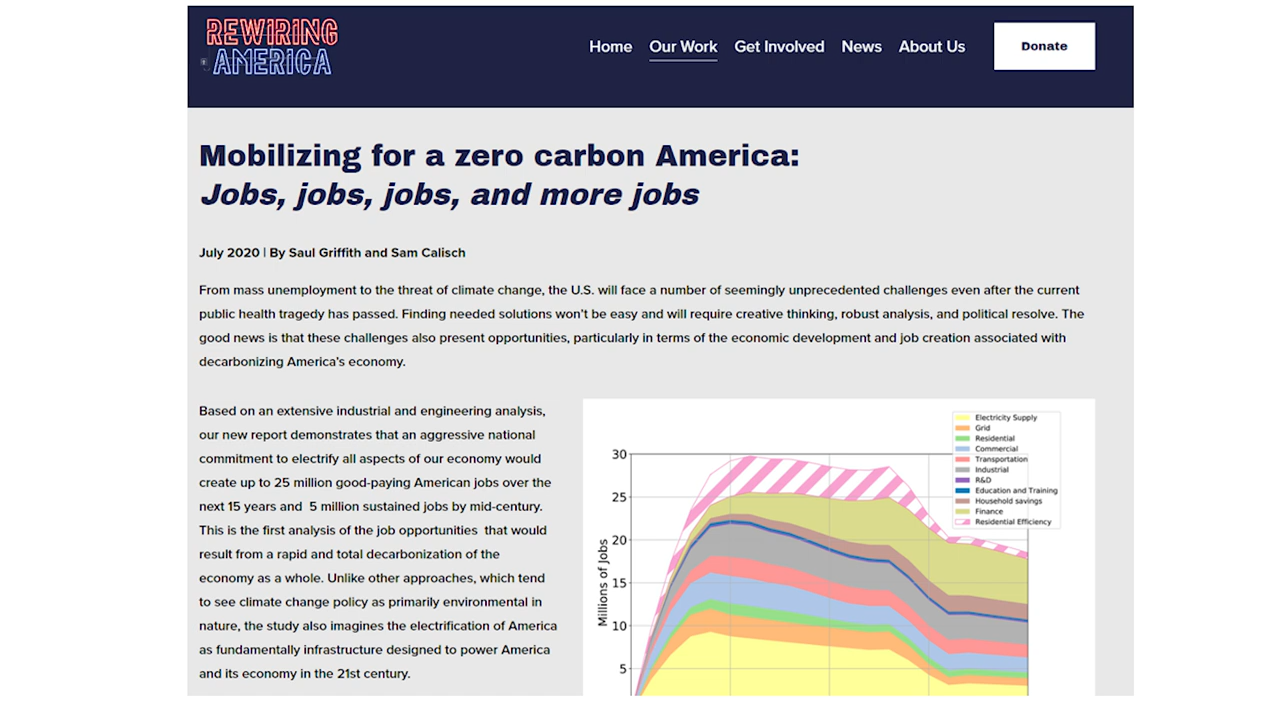 REWIRING
AMERICA
Home Our Work Get Involved News About Us Donate
Mobilizing for a zero carbon America:
Jobs, jobs, jobs, and more jobs
July 2020 | By Saul Griffith and Sam Calisch
From mass unemployment to the threat of climate change, the U.S. will face a number of seemingly unprecedented challenges even after the current
public health tragedy has passed. Finding needed solutions won't be easy and will require creative thinking, robust analysis, and political resolve. The
good news is that these challenges also present opportunities, particularly in terms of the economic development and job creation associated with
decarbonizing America's economy.
Based on an extensive industrial and engineering analysis,
our new report demonstrates that an aggressive national
commitment to electrify all aspects of our economy would
create up to 25 million good-paying American jobs over the
next 15 years and 5 million sustained jobs by mid-century.
This is the first analysis of the job opportunities that would
result from a rapid and total decarbonization of the
economy as a whole. Unlike other approaches, which tend
to see climate change policy as primarily environmental in
nature, the study also imagines the electrification of America
as fundamentally infrastructure designed to power America
and its economy in the 21st century.
Electricity Supply
Grid
Residential
Commercial
Transportation
Industrial
R&D
Education and Training
Household savings
Finance
Residential Efficiency
Millions of Jobs
30
25
20
15
10
5